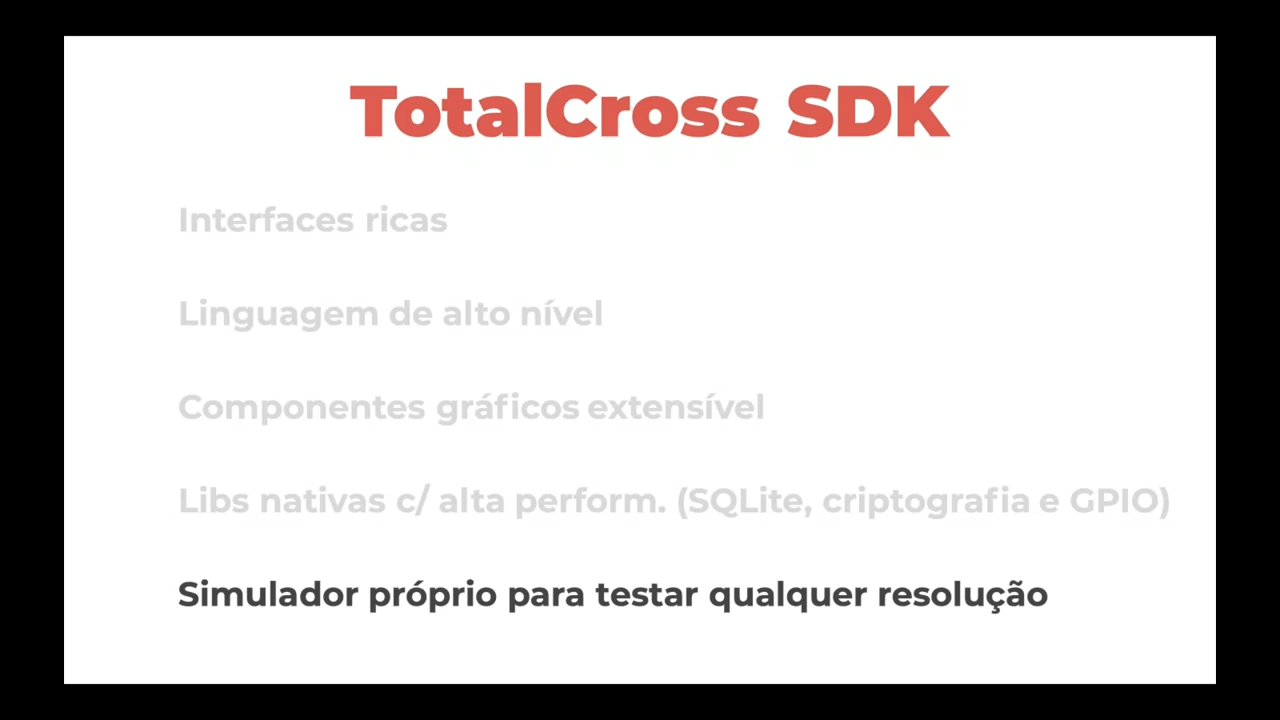 TotalCross SDK
Interfaces ricas
Linguagem de alto nível
Componentes gráficos extensível
Libs nativas c/ alta perform. (SQLite, criptografia e GPIO)
Simulador próprio para testar qualquer resolução